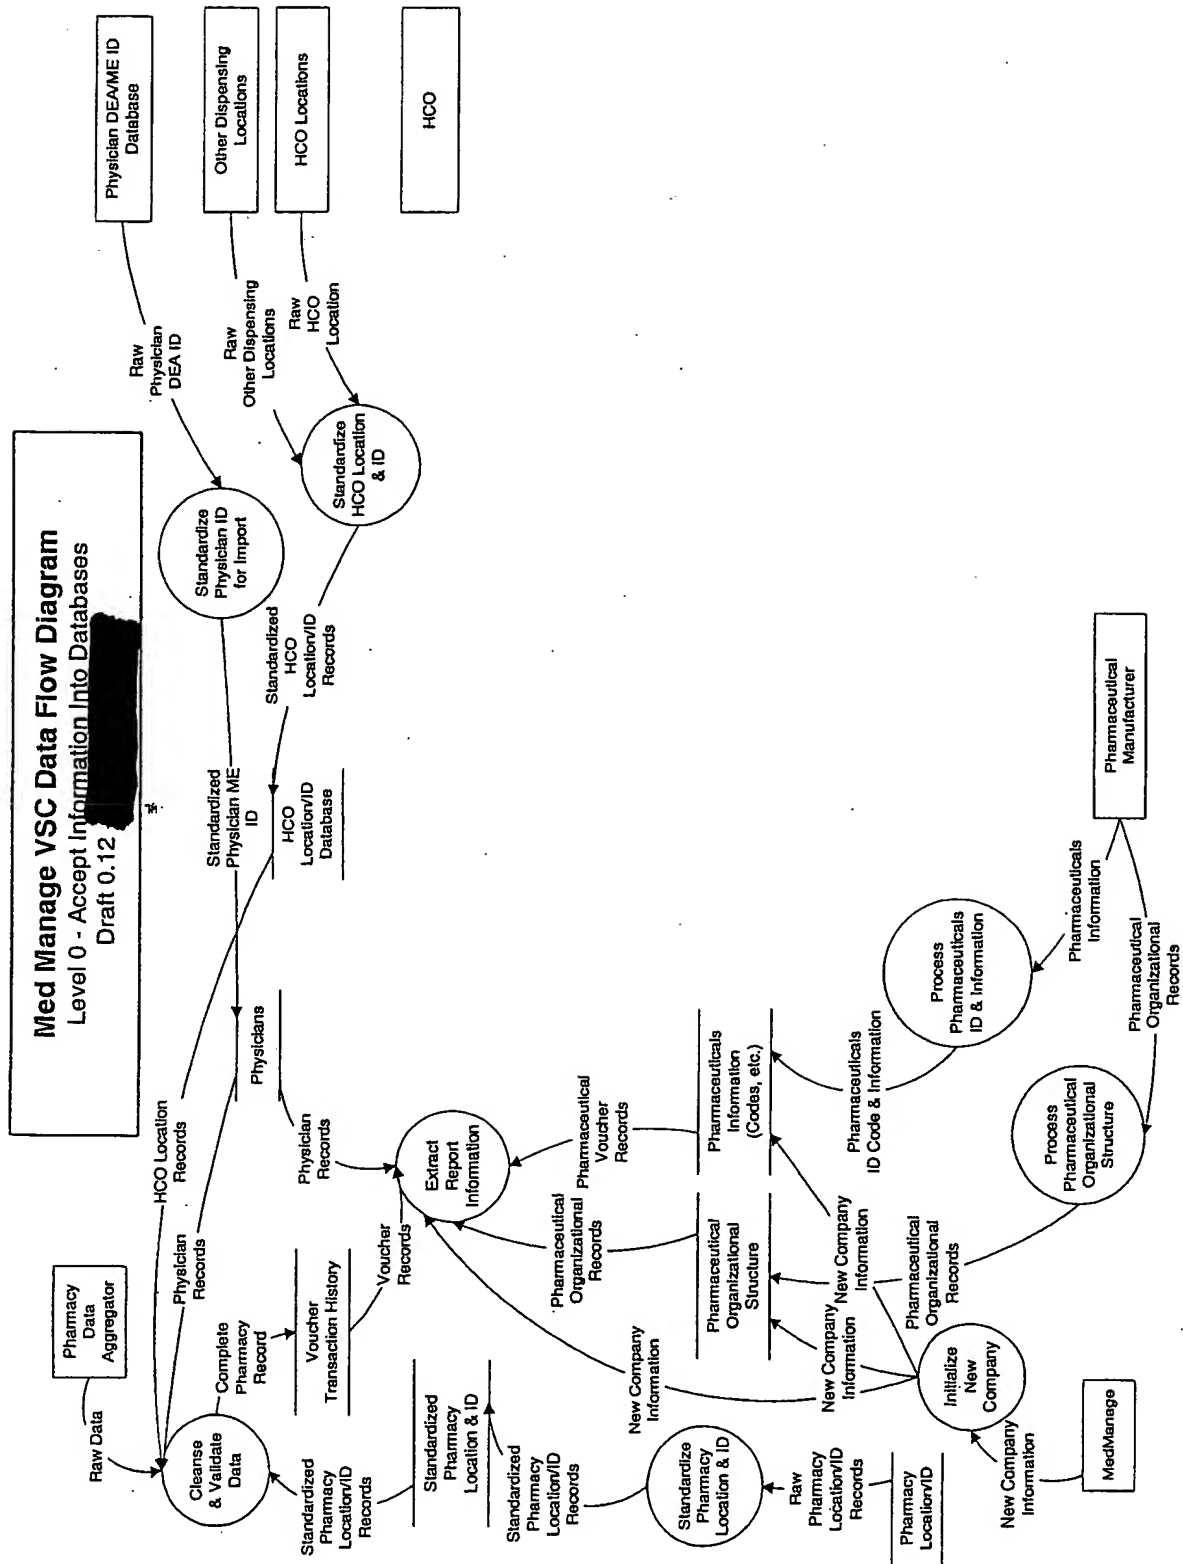 Med Manage VSC Data Flow Diagram
Level 0 - Accept Information Into Databases
Draft 0.12
Pharmacy
Data
Aggregator
Raw Data
Cleanse
& Validate
Data
HCO Location
Records
Physician
Records
Complete
Pharmacy
Record
Voucher
Transaction History
Voucher
Records
Standardized
Pharmacy
Location/ID
Records
Standardized
Pharmacy
Location & ID
Standardized
Pharmacy
Location/ID
Records
Standardize
Pharmacy
Location & ID
Raw
Pharmacy
Location/ID
Records
Pharmacy
Location/ID
Physicians
Physician
Records
Extract
Report
Information
Standardized
Physician ME
ID
HCO
Location/ID
Database
Standardized
HCO
Location/ID
Records
Standardize
Physician ID
for Import
Standardize
HCO Location
& ID
Raw
Physician
DEA ID
Raw
Other Dispensing
Locations
Raw
HCO
Location
Physician DEA/ME ID
Database
Other Dispensing
Locations
HCO Locations
HCO
Pharmaceutical
Organizational
Records
Pharmaceutical
Voucher
Records
Pharmaceutical
Organizational
Structure
Pharmaceuticals
Information
(Codes, etc.)
New Company
Information
New Company
Information
New Company
Information
Pharmaceutical
Organizational
Records
Pharmaceuticals
ID Code & Information
Initialize
New
Company
New Company
Information
MedManage
Process
Pharmaceutical
Organizational
Structure
Process
Pharmaceuticals
ID & Information
Pharmaceuticals
Information
Pharmaceutical
Organizational
Records
Pharmaceutical
Manufacturer